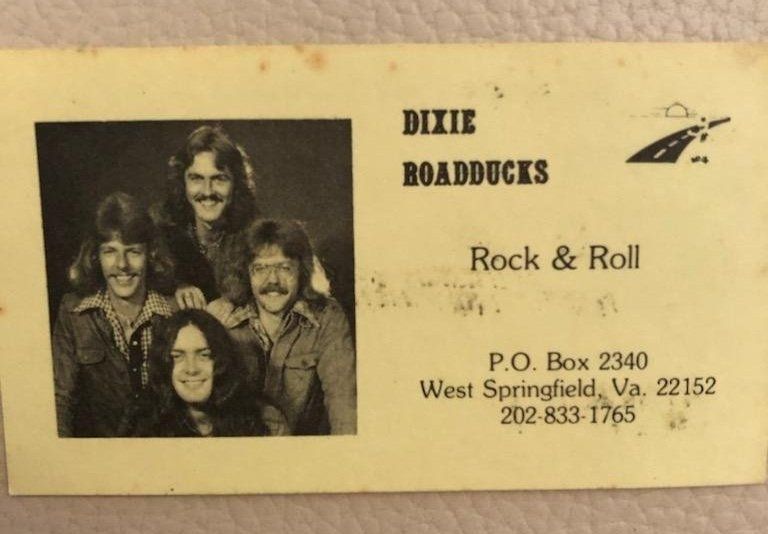 DIXIE
ROADDUCKS
Rock & Roll
P.O. Box 2340
West Springfield, Va. 22152
202-833-1765